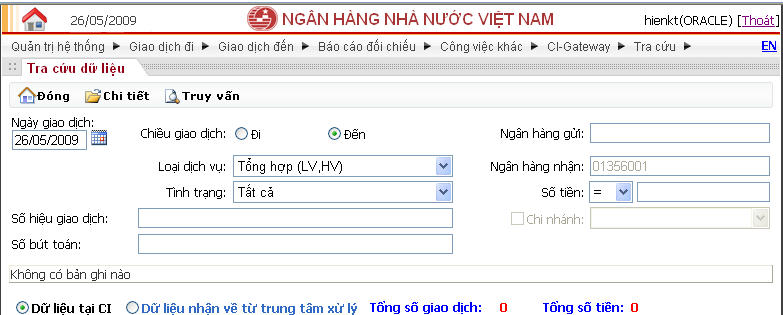 26/05/2009 NGÂN HÀNG NHÀ NƯỚC VIỆT NAM hienkt(ORACLE) [Thoát]
Quản trị hệ thống ► Giao dịch đi ► Giao dịch đến ► Báo cáo đối chiếu ► Công việc khác ► CI-Gateway ► Tra cứu ► EN
Tra cứu dữ liệu
Đóng Chi tiết Truy vấn
Ngày giao dịch:
26/05/2009 Chiều giao dịch: Đi Đến Ngân hàng gửi:
Loại dịch vụ: Tổng hợp (LV,HV) Ngân hàng nhận: 01356001
Tình trạng: Tất cả Số tiền: =
Số hiệu giao dịch: Chi nhánh:
Số bút toán:
Không có bản ghi nào
Dữ liệu tại CI Dữ liệu nhận về từ trung tâm xử lý Tổng số giao dịch: 0 Tổng số tiền: 0